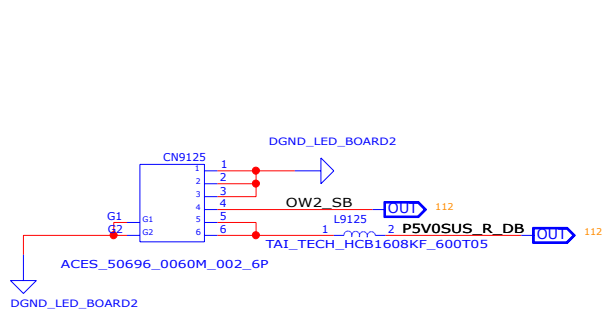 DGND_LED_BOARD2
CN9125
1 1
2 2
3 3
4 4 OW2_SB OUT 112
G1 G1 5 5 L9125
G2 G2 6 6 1 2 P5V0SUS_R_DB OUT 112
TAI_TECH_HCB1608KF_600T05
ACES_50696_0060M_002_6P
DGND_LED_BOARD2